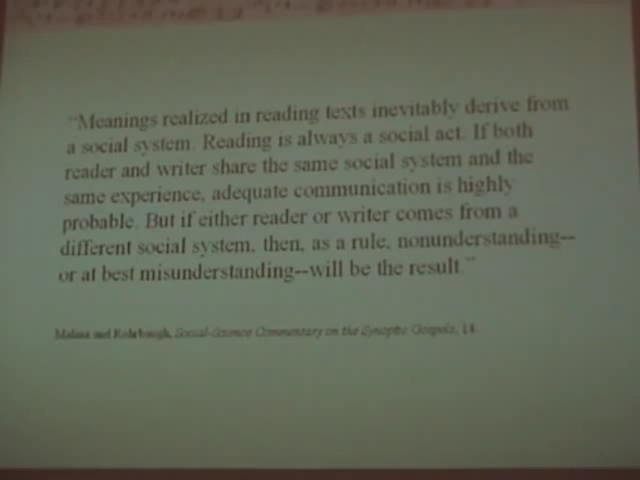 "Meanings realized in reading texts inevitably derive from
a social system. Reading is always a social act. If both
reader and writer share the same social system and the
same experience, adequate communication is highly
probable. But if either reader or writer comes from a
different social system, then, as a rule, nonunderstanding--
or at best misunderstanding--will be the result."
Malina and Rohrbaugh, Social-Science Commentary on the Synoptic Gospels, 14.